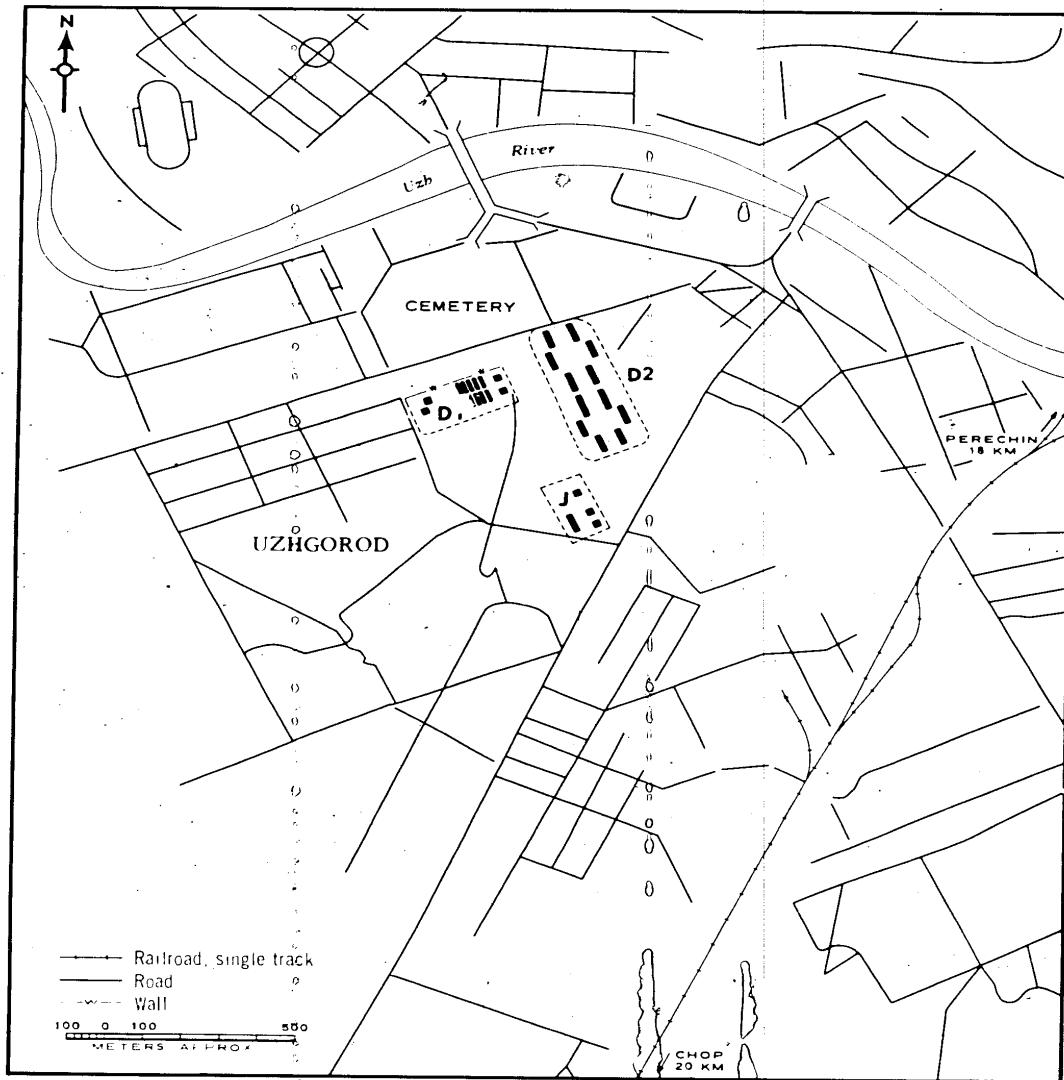 N
Uzh River
CEMETERY
D2
D1
J
PERECHIN
18 KM
UZHGOROD
Railroad, single track
Road
Wall
100 0 100 500
METERS APPROX
CHOP
20 KM